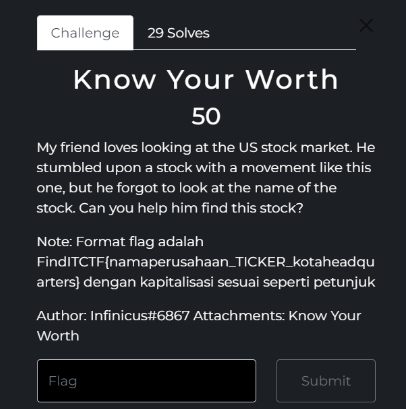 Challenge
29 Solves
Know Your Worth
50
My friend loves looking at the US stock market. He
stumbled upon a stock with a movement like this
one, but he forgot to look at the name of the
stock. Can you help him find this stock?
Note: Format flag adalah
FindITCTF{namaperusahaan_TICKER_kotaheadqu
arters} dengan kapitalisasi sesuai seperti petunjuk
Author: Infinicus#6867 Attachments: Know Your
Worth
Flag
Submit